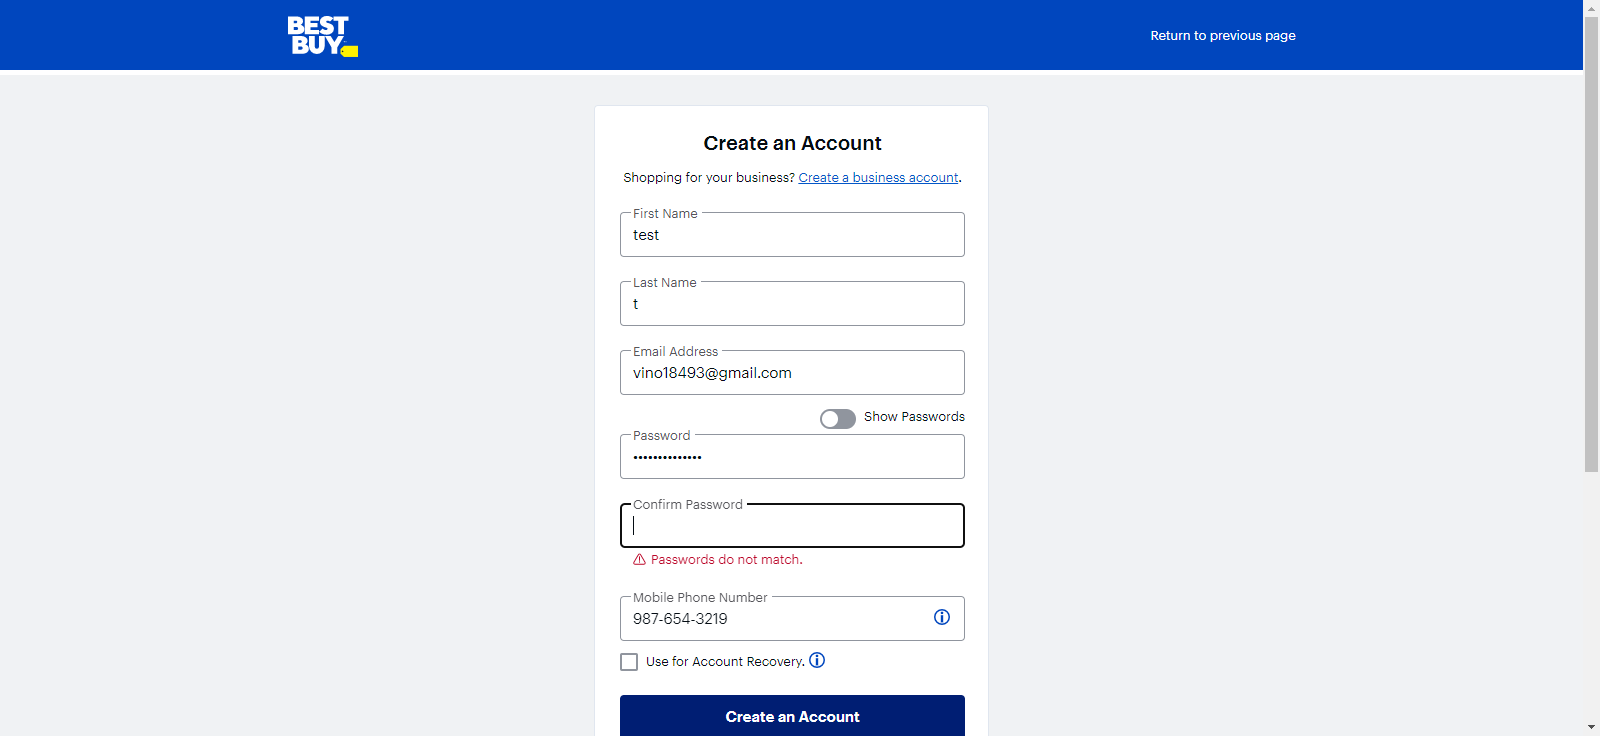 BEST
BUY
Return to previous page
Create an Account
Shopping for your business? Create a business account.
First Name
test
Last Name
t
Email Address
vino18493@gmail.com
Show Passwords
Password
••••••••••••••
Confirm Password
Passwords do not match.
Mobile Phone Number
987-654-3219
Use for Account Recovery.
Create an Account